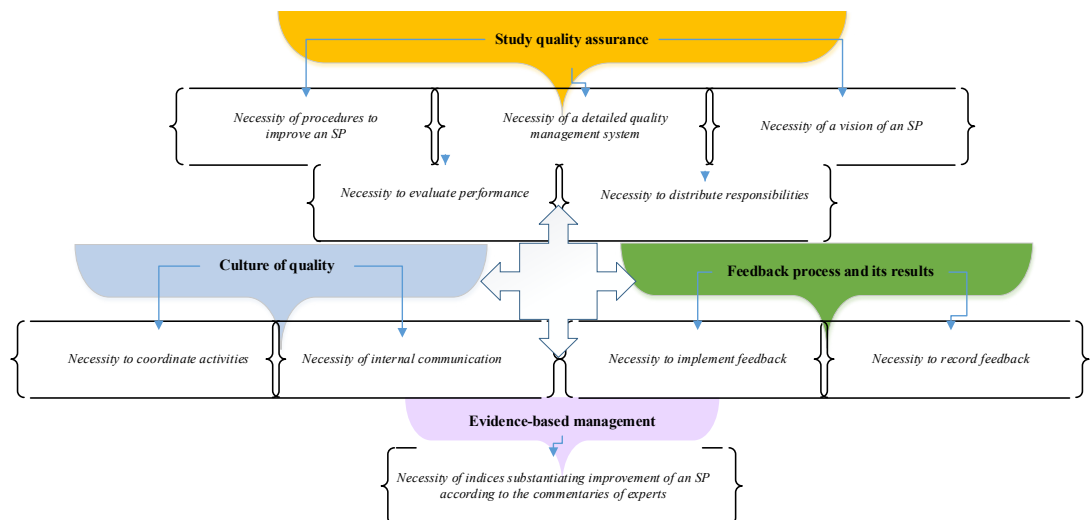 Study quality assurance
Necessity of procedures to
improve an SP
Necessity of a detailed quality
management system
Necessity of a vision of an SP
Necessity to evaluate performance
Necessity to distribute responsibilities
Culture of quality
Feedback process and its results
Necessity to coordinate activities
Necessity of internal communication
Necessity to implement feedback
Necessity to record feedback
Evidence-based management
Necessity of indices substantiating improvement of an SP
according to the commentaries of experts